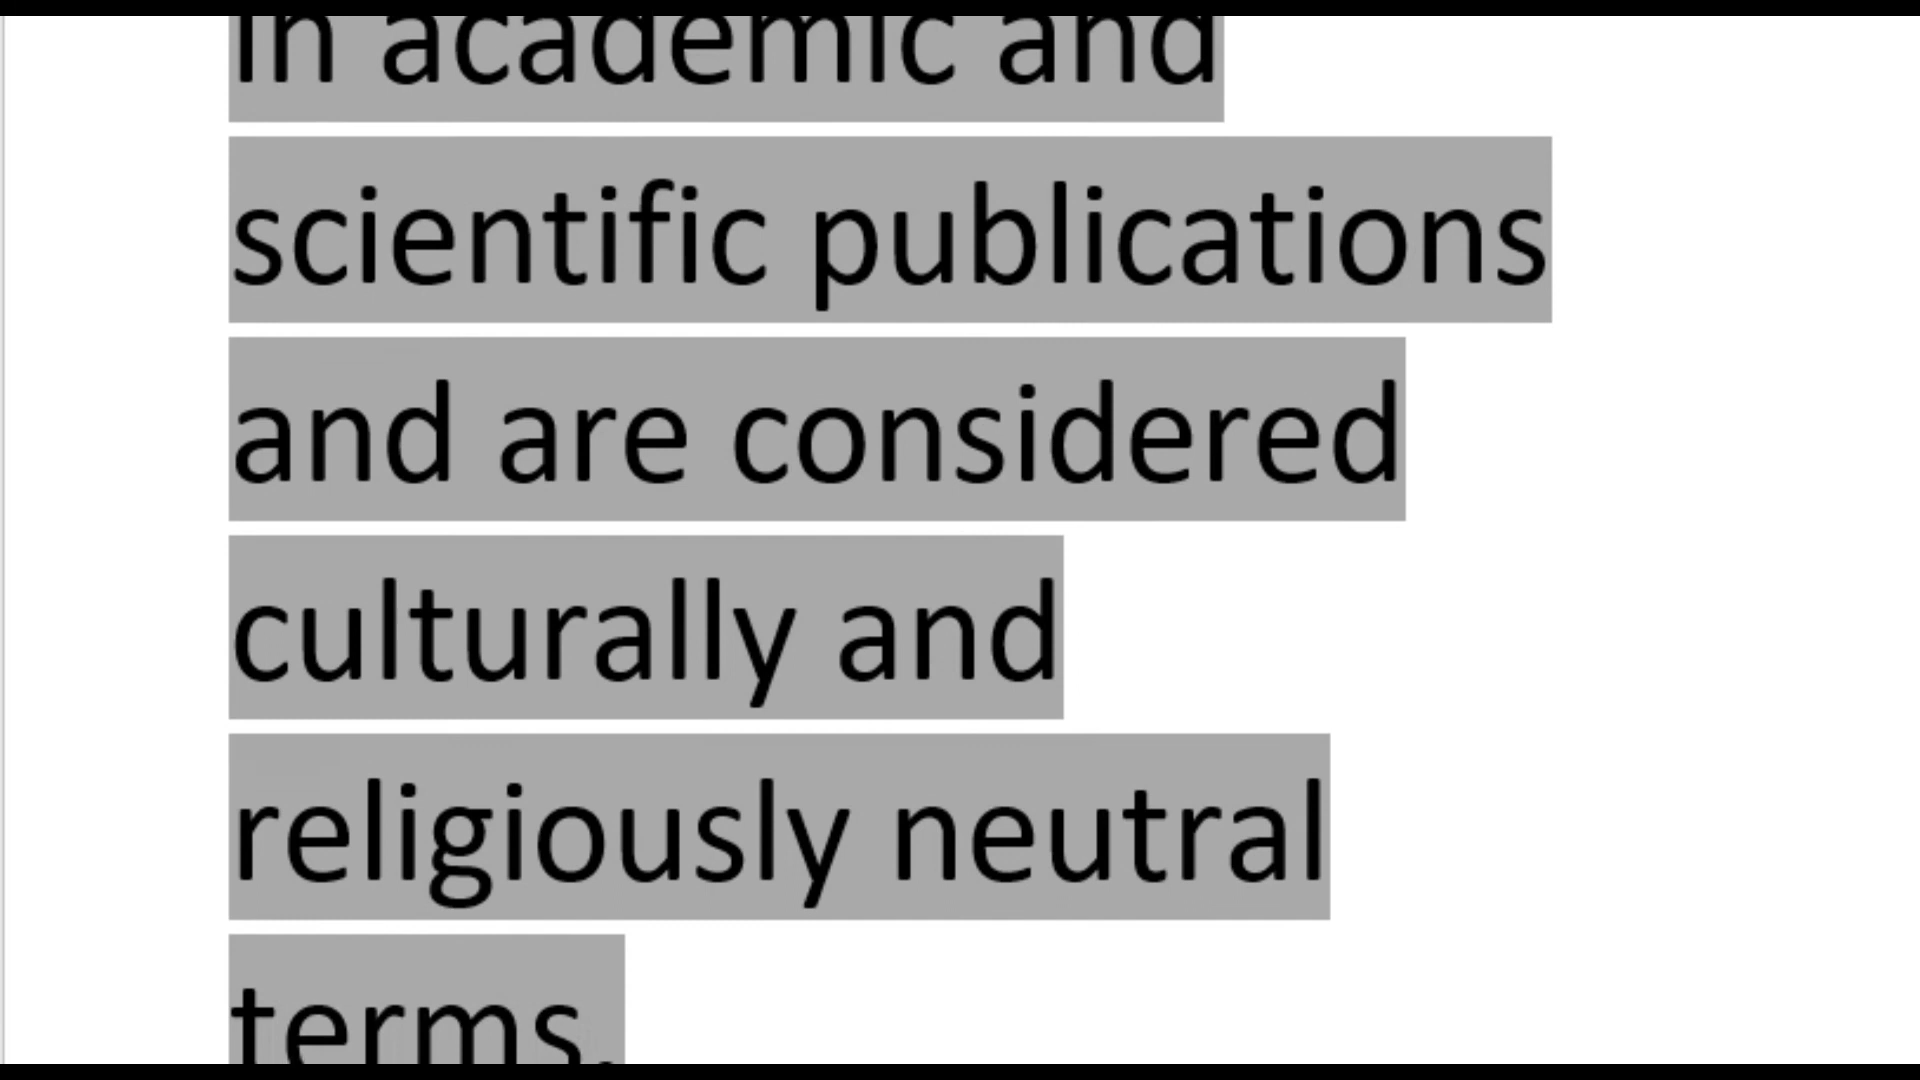 in academic and
scientific publications
and are considered
culturally and
religiously neutral
terms.